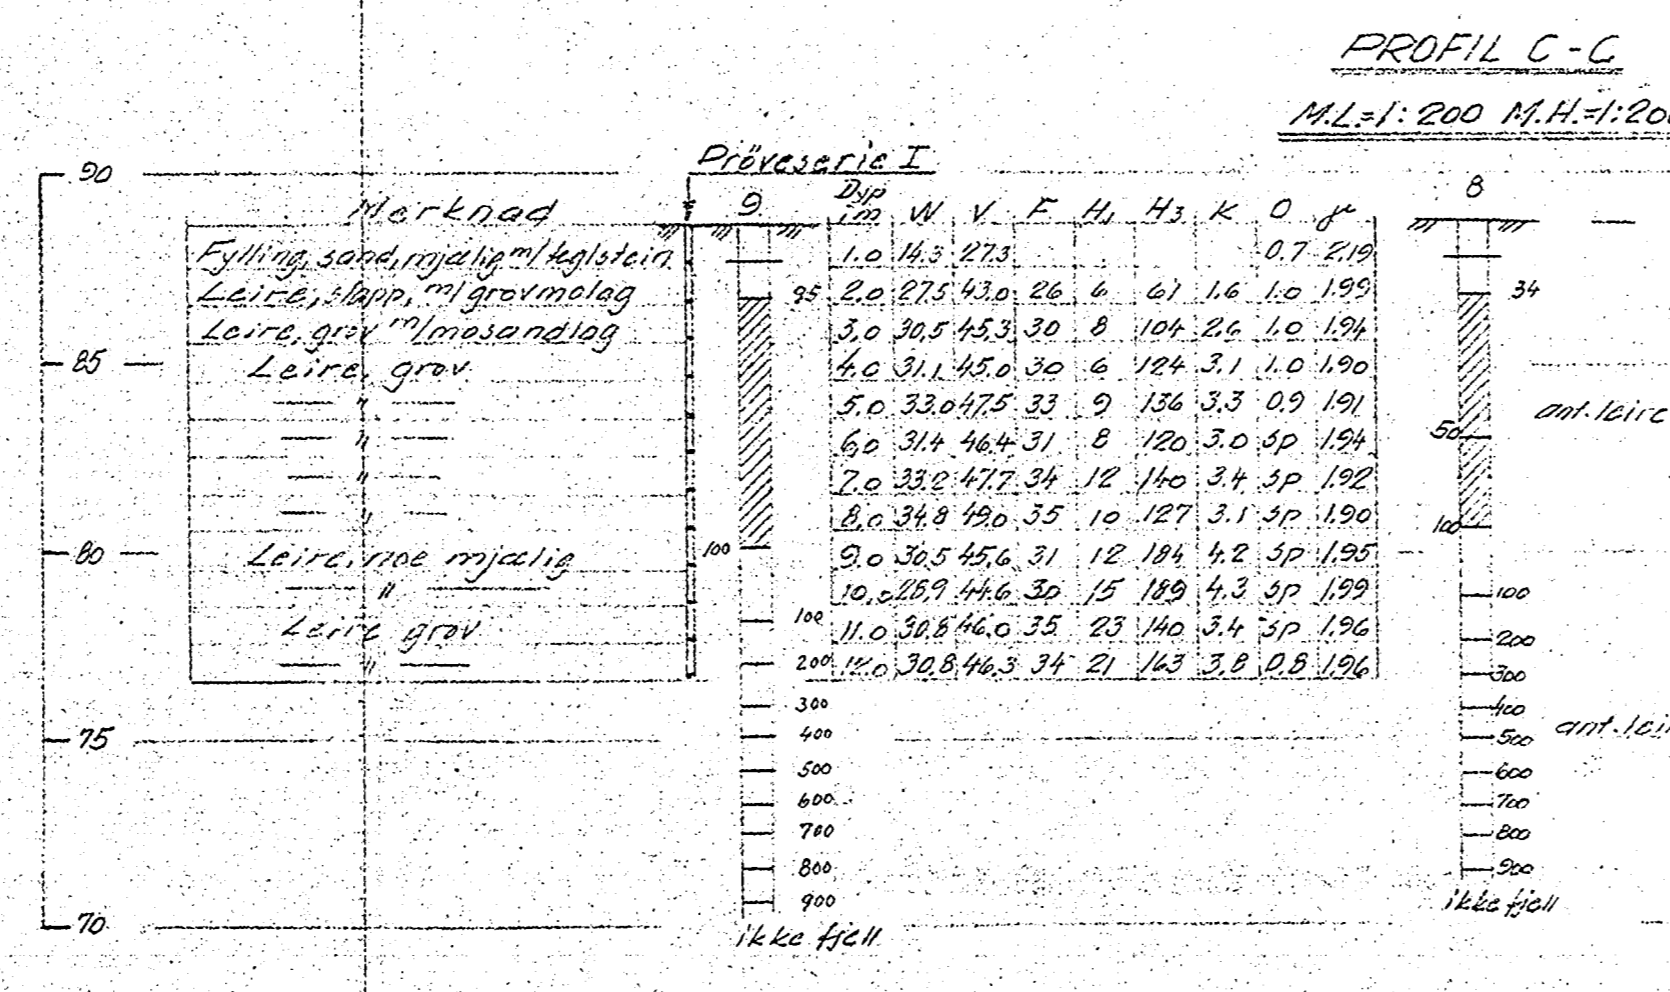 PROFIL C-C
M.L.=1:200 M.H.=1:200
Pröveserie I
90
Merknad 9 Dyp i m W V F H1 H3 K O γ 8
Fylling, sand, mjælig m/teglstein 1.0 14.3 27.3 0.7 2.19
Leire, slapp, m/grovmolag 95 2.0 27.5 43.0 26 6 61 1.6 1.0 1.99 34
Leire, grov m/mosandlag 3.0 30.5 45.3 30 8 104 2.6 1.0 1.94
85 Leire, grov 4.0 31.1 45.0 30 6 124 3.1 1.0 1.90
— " — 5.0 33.0 47.5 33 9 136 3.3 0.9 1.91 ant. leire
— " — 6.0 31.4 46.4 31 8 120 3.0 sp 1.94 50
— " — 7.0 33.2 47.7 34 12 140 3.4 sp 1.92
— " — 8.0 34.8 49.0 35 10 127 3.1 sp 1.90 100
80 Leire, noe mjælig 100 9.0 30.5 45.6 31 12 184 4.2 sp 1.95
— " — 10.0 28.9 44.6 30 15 189 4.3 sp 1.99 100
Leire grov 100 11.0 30.8 46.0 35 23 140 3.4 sp 1.96 200
— " — 200 12.0 30.8 46.3 34 21 163 3.8 0.8 1.96 300
300 400
75 400 500 ant. lei
500 600
600 700
700 800
800 900
900 ikke fjell
70 ikke fjell